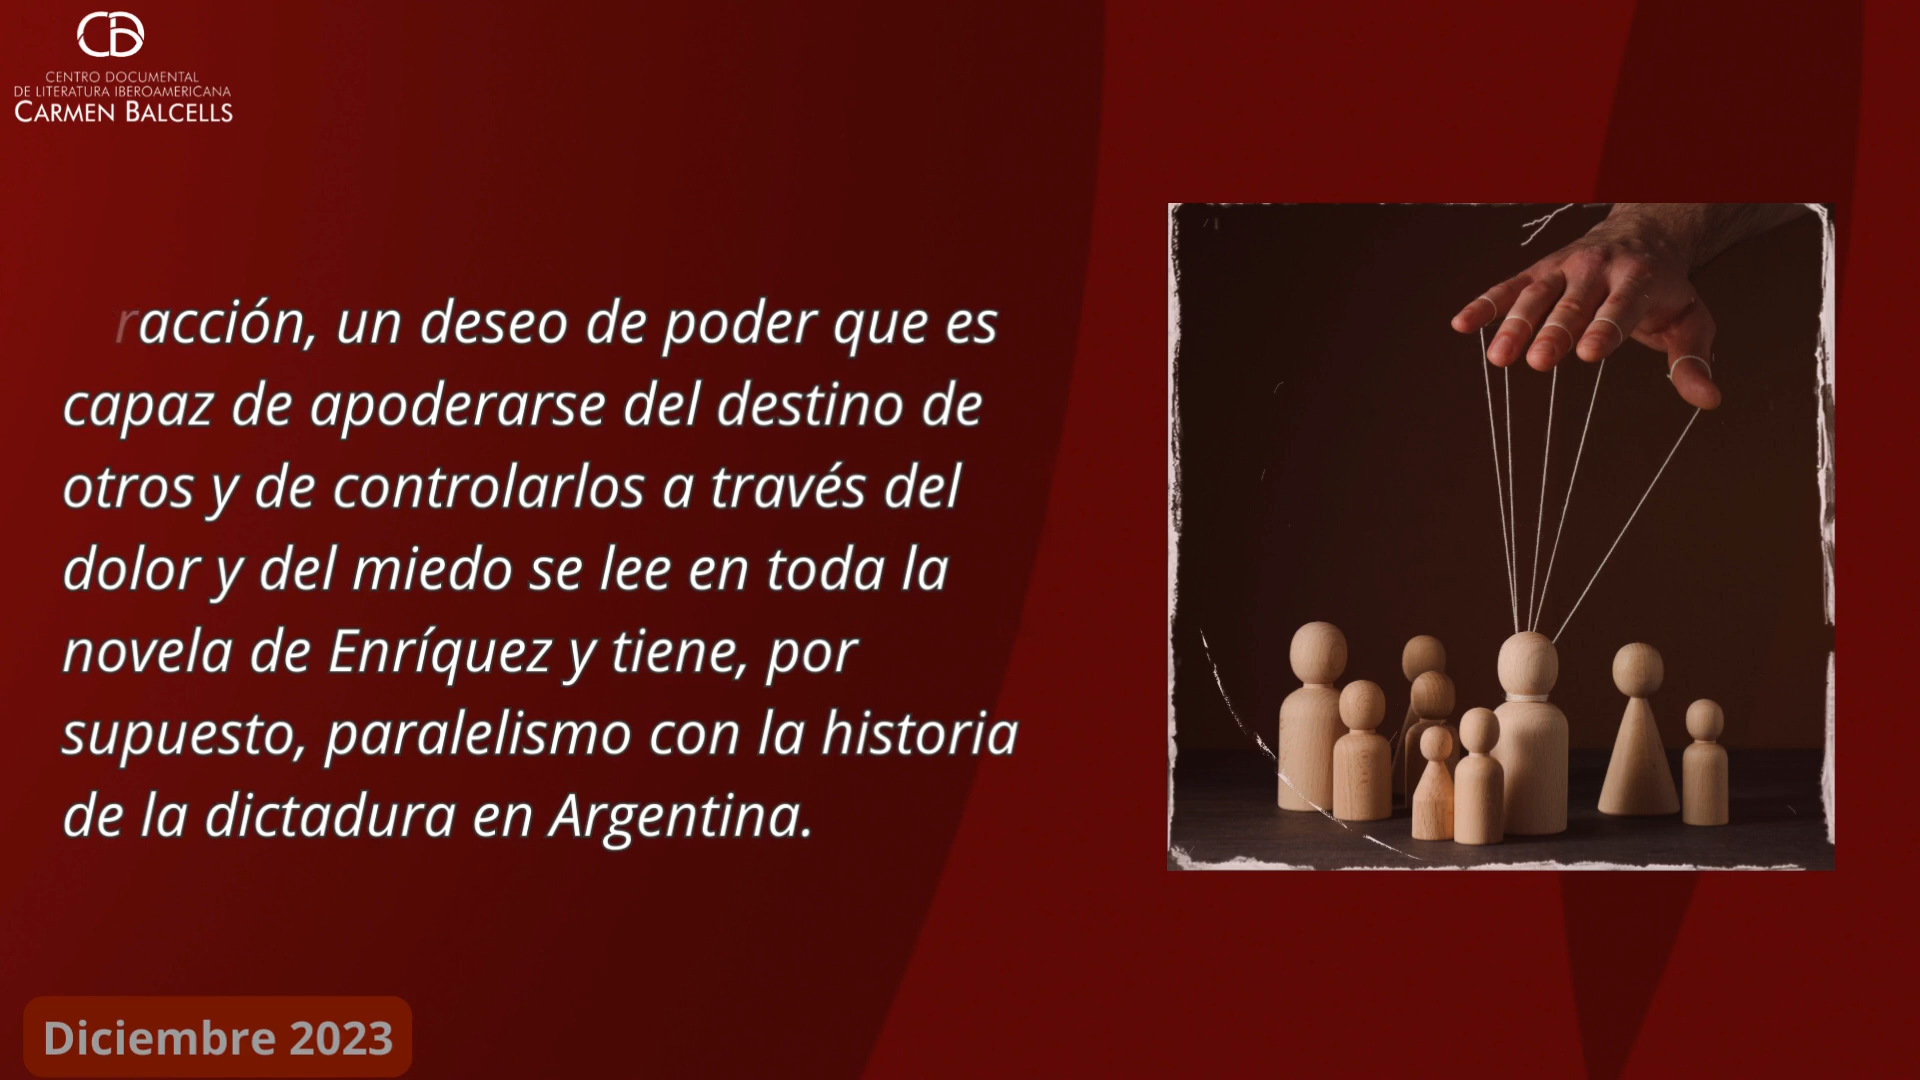 CENTRO DOCUMENTAL
DE LITERATURA IBEROAMERICANA
CARMEN BALCELLS
racción, un deseo de poder que es
capaz de apoderarse del destino de
otros y de controlarlos a través del
dolor y del miedo se lee en toda la
novela de Enríquez y tiene, por
supuesto, paralelismo con la historia
de la dictadura en Argentina.
Diciembre 2023